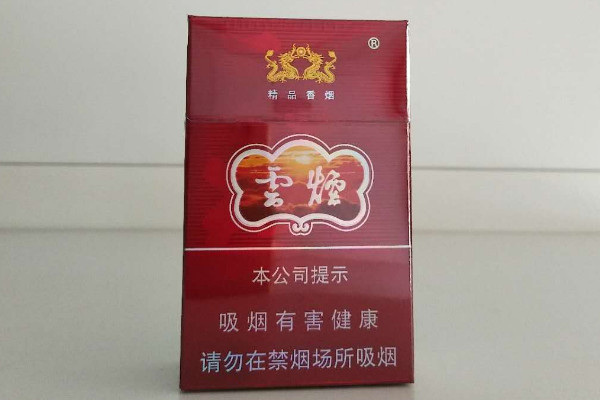 ®
精品香烟
雲煙
本公司提示
吸烟有害健康
请勿在禁烟场所吸烟